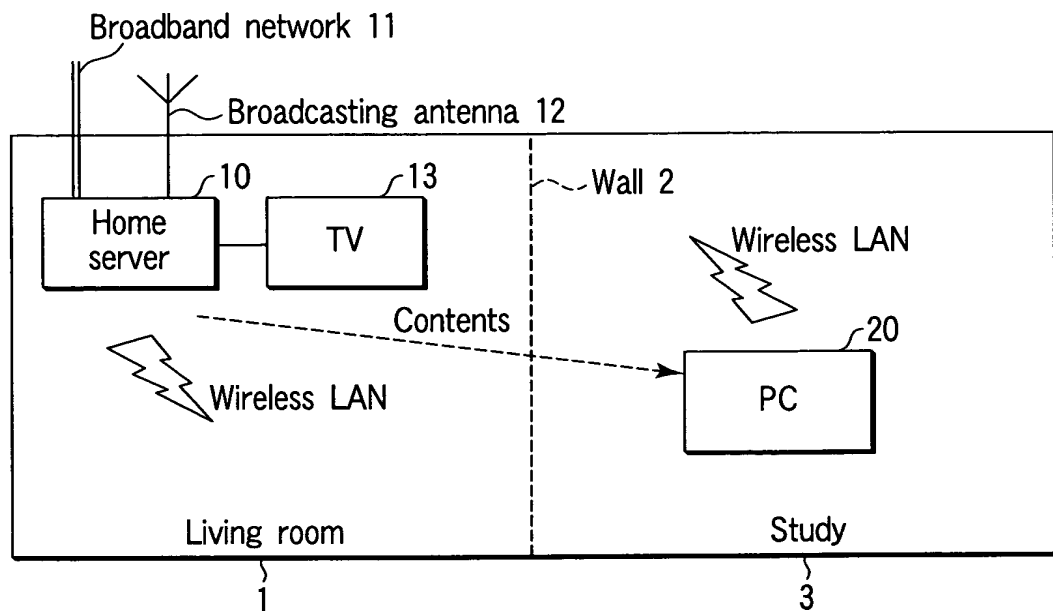 Broadband network 11
Broadcasting antenna 12
10
13
Home
server
TV
Wall 2
Wireless LAN
Contents
20
Wireless LAN
PC
Living room
Study
1
3